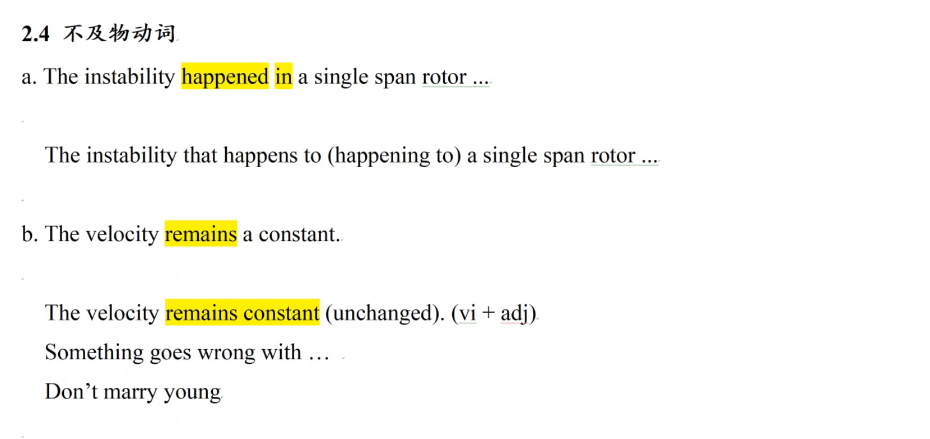 2.4 不及物动词
a. The instability happened in a single span rotor ...
The instability that happens to (happening to) a single span rotor ...
b. The velocity remains a constant.
The velocity remains constant (unchanged). (vi + adj)
Something goes wrong with …
Don’t marry young